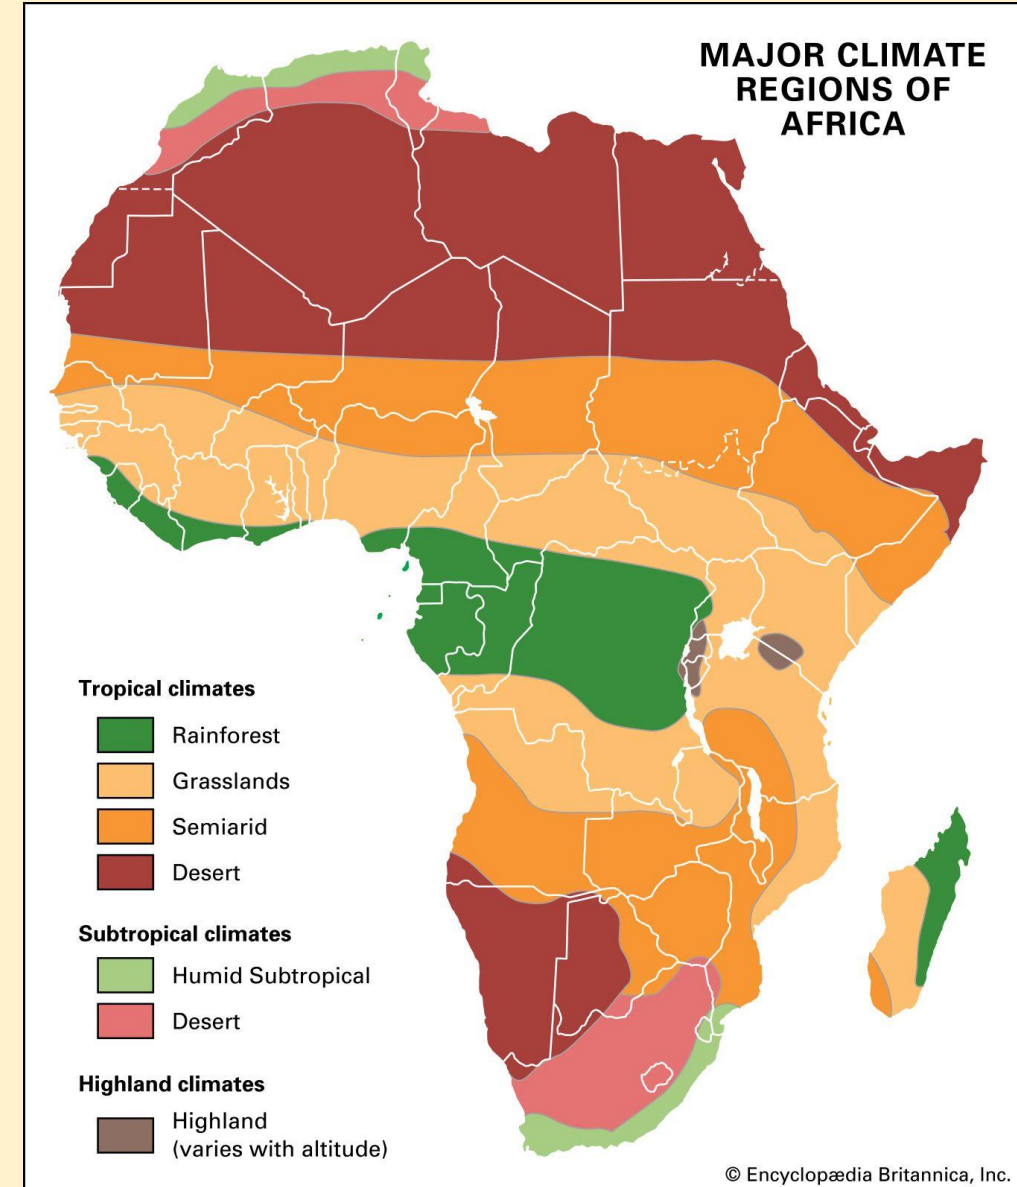 MAJOR CLIMATE
REGIONS OF
AFRICA
Tropical climates
Rainforest
Grasslands
Semiarid
Desert
Subtropical climates
Humid Subtropical
Desert
Highland climates
Highland
(varies with altitude)
© Encyclopædia Britannica, Inc.